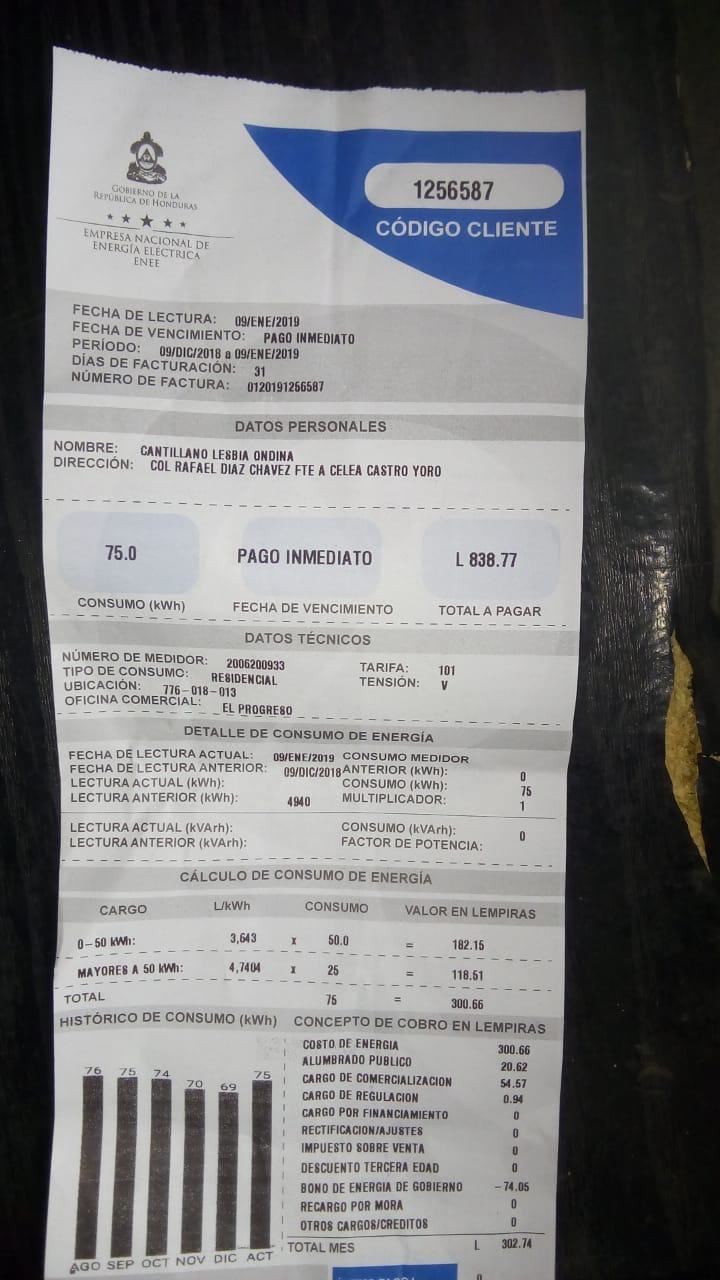 1256587
CÓDIGO CLIENTE
GOBIERNO DE LA
REPÚBLICA DE HONDURAS
EMPRESA NACIONAL DE
ENERGÍA ELÉCTRICA
ENEE
FECHA DE LECTURA: 09/ENE/2019
FECHA DE VENCIMIENTO: PAGO INMEDIATO
PERÍODO: 09/DIC/2018 a 09/ENE/2019
DÍAS DE FACTURACIÓN: 31
NÚMERO DE FACTURA: 0120191256587
DATOS PERSONALES
NOMBRE: CANTILLANO LESBIA ONDINA
DIRECCIÓN: COL RAFAEL DIAZ CHAVEZ FTE A CELEA CASTRO YORO
75.0 PAGO INMEDIATO L 838.77
CONSUMO (kWh) FECHA DE VENCIMIENTO TOTAL A PAGAR
DATOS TÉCNICOS
NÚMERO DE MEDIDOR: 2006200933 TARIFA: 101
TIPO DE CONSUMO: RESIDENCIAL TENSIÓN: V
UBICACIÓN: 776-018-013
OFICINA COMERCIAL: EL PROGRESO
DETALLE DE CONSUMO DE ENERGÍA
FECHA DE LECTURA ACTUAL: 09/ENE/2019 CONSUMO MEDIDOR
FECHA DE LECTURA ANTERIOR: 09/DIC/2018 ANTERIOR (kWh): 0
LECTURA ACTUAL (kWh): CONSUMO (kWh): 75
LECTURA ANTERIOR (kWh): 4940 MULTIPLICADOR: 1
LECTURA ACTUAL (kVArh): CONSUMO (kVArh): 0
LECTURA ANTERIOR (kVArh): FACTOR DE POTENCIA:
CÁLCULO DE CONSUMO DE ENERGÍA
CARGO L/kWh CONSUMO VALOR EN LEMPIRAS
0-50 kWh: 3,643 x 50.0 = 182.15
MAYORES A 50 kWh: 4,7404 x 25 = 118.51
TOTAL 75 = 300.66
HISTÓRICO DE CONSUMO (kWh) CONCEPTO DE COBRO EN LEMPIRAS
COSTO DE ENERGIA 300.66
ALUMBRADO PUBLICO 20.62
CARGO DE COMERCIALIZACION 54.57
CARGO DE REGULACION 0.94
CARGO POR FINANCIAMIENTO 0
RECTIFICACION/AJUSTES 0
IMPUESTO SOBRE VENTA 0
DESCUENTO TERCERA EDAD 0
BONO DE ENERGIA DE GOBIERNO -74.05
RECARGO POR MORA 0
OTROS CARGOS/CREDITOS 0
TOTAL MES L 302.74
76 75 74 70 69 75
AGO SEP OCT NOV DIC ACT